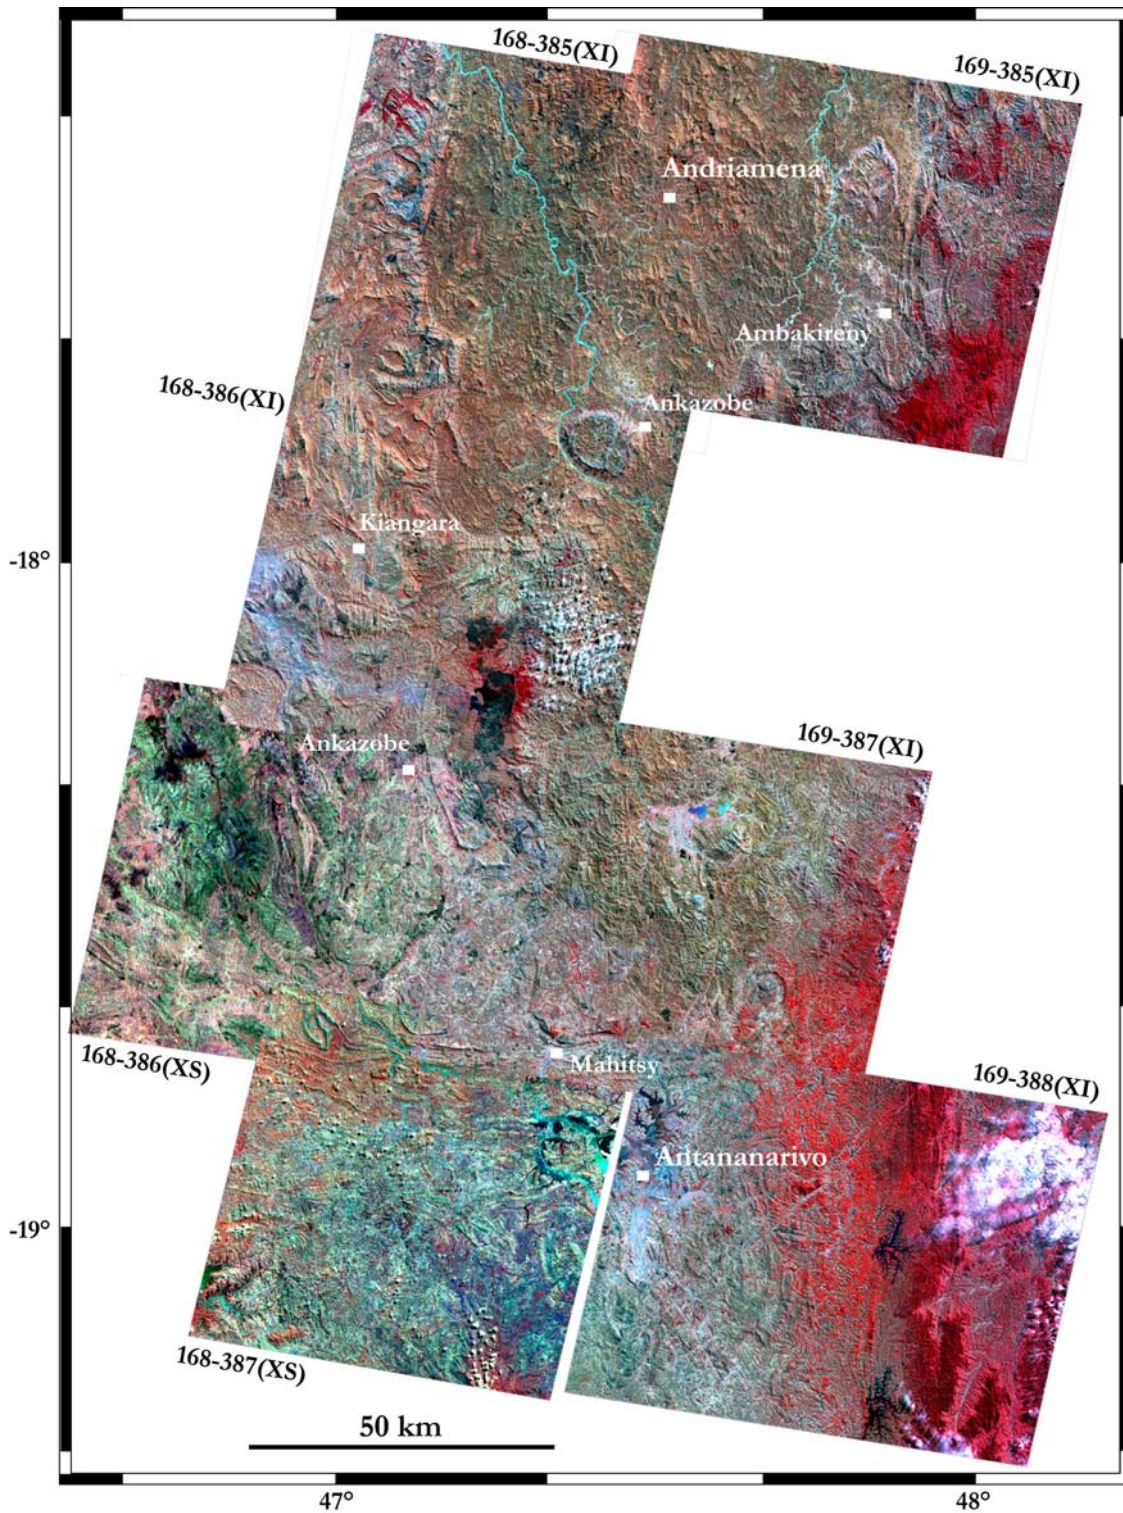 168-385(XI)
169-385(XI)
Andriamena
Ambakireny
168-386(XI)
Ankazobe
Kiangara
-18°
Ankazobe
169-387(XI)
168-386(XS)
Mahitsy
169-388(XI)
Antananarivo
-19°
168-387(XS)
50 km
47°
48°